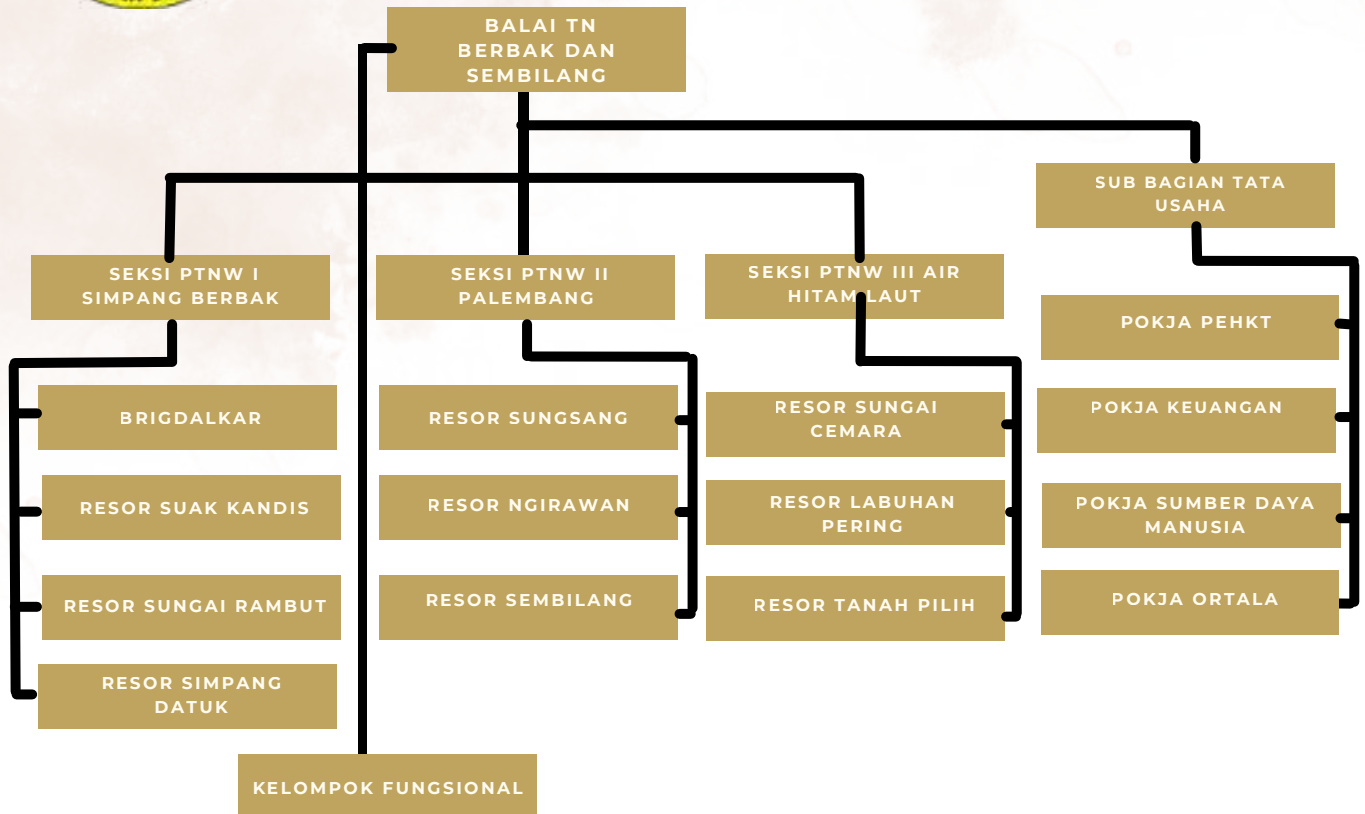 BALAI TN
BERBAK DAN
SEMBILANG
SUB BAGIAN TATA
USAHA
SEKSI PTNW I
SIMPANG BERBAK
SEKSI PTNW II
PALEMBANG
SEKSI PTNW III AIR
HITAM LAUT
BRIGDALKAR
RESOR SUAK KANDIS
RESOR SUNGAI RAMBUT
RESOR SIMPANG
DATUK
RESOR SUNGSANG
RESOR NGIRAWAN
RESOR SEMBILANG
RESOR SUNGAI
CEMARA
RESOR LABUHAN
PERING
RESOR TANAH PILIH
POKJA PEHKT
POKJA KEUANGAN
POKJA SUMBER DAYA
MANUSIA
POKJA ORTALA
KELOMPOK FUNGSIONAL